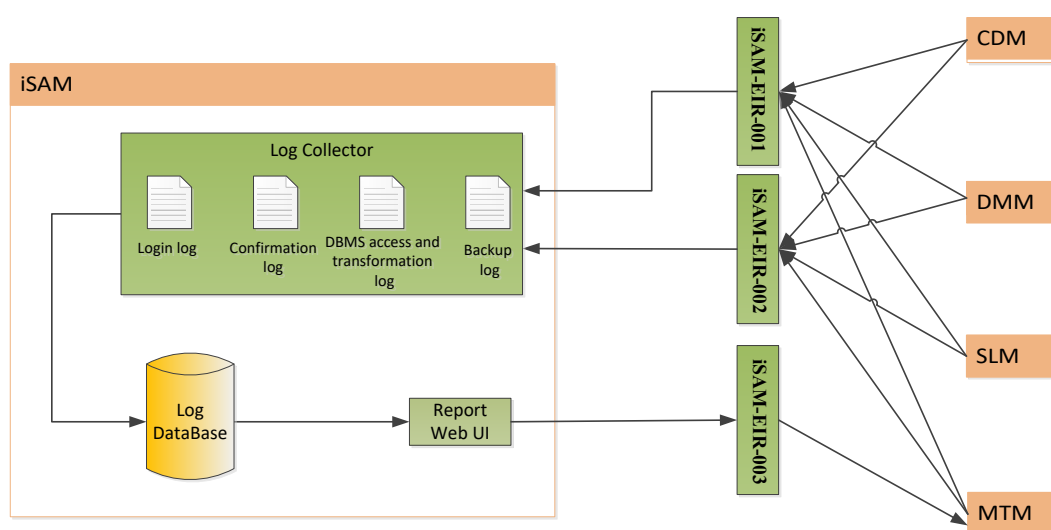 iSAM
Log Collector
Login log
Confirmation
log
DBMS access and
transformation
log
Backup
log
Log
DataBase
Report
Web UI
iSAM-EIR-001
iSAM-EIR-002
iSAM-EIR-003
CDM
DMM
SLM
MTM